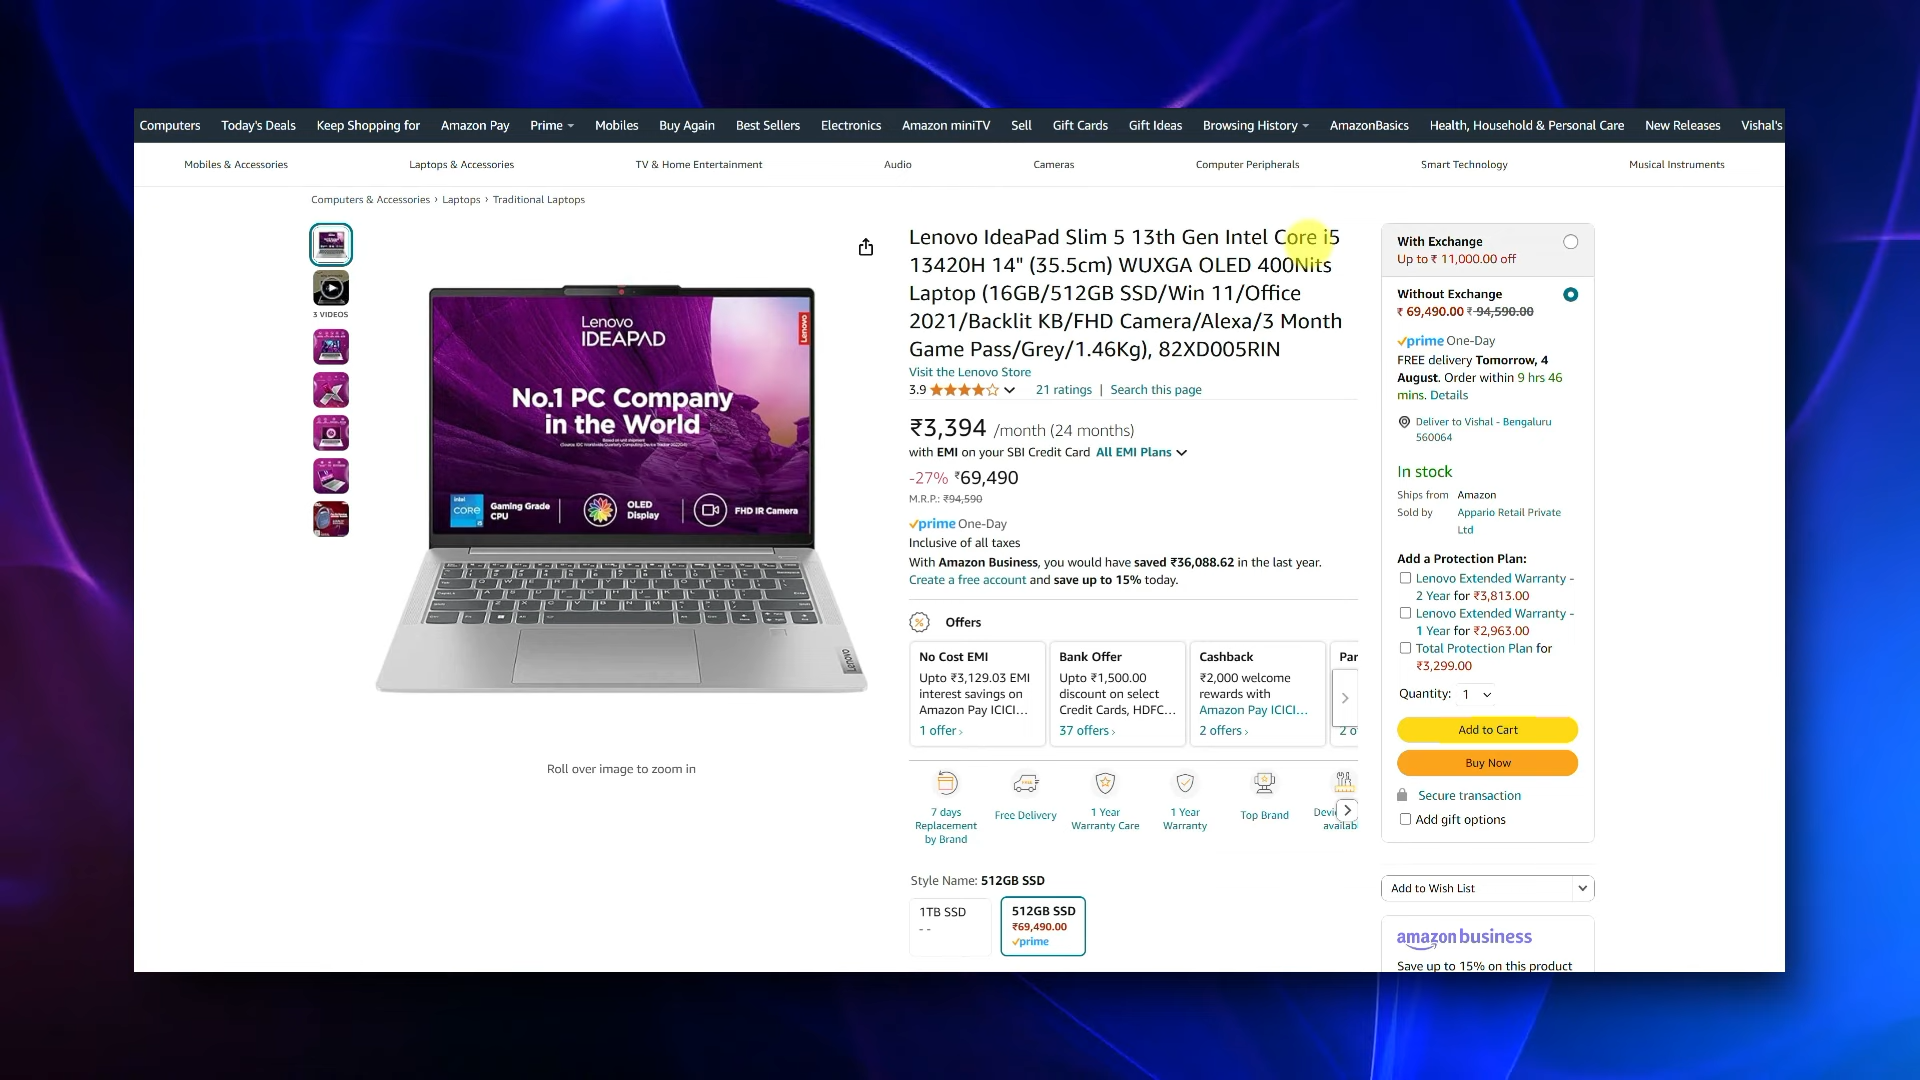 Computers Today's Deals Keep Shopping for Amazon Pay Prime Mobiles Buy Again Best Sellers Electronics Amazon miniTV Sell Gift Cards Gift Ideas Browsing History AmazonBasics Health, Household & Personal Care New Releases Vishal's
Mobiles & Accessories Laptops & Accessories TV & Home Entertainment Audio Cameras Computer Peripherals Smart Technology Musical Instruments
Computers & Accessories › Laptops › Traditional Laptops
3 VIDEOS
Lenovo
IDEAPAD
Lenovo
No.1 PC Company
in the World
intel
CORE
i5
Gaming Grade
CPU
OLED
Display
FHD IR Camera
Lenovo
Roll over image to zoom in
Lenovo IdeaPad Slim 5 13th Gen Intel Core i5
13420H 14" (35.5cm) WUXGA OLED 400Nits
Laptop (16GB/512GB SSD/Win 11/Office
2021/Backlit KB/FHD Camera/Alexa/3 Month
Game Pass/Grey/1.46Kg), 82XD005RIN
Visit the Lenovo Store
3.9 21 ratings | Search this page
₹3,394 /month (24 months)
with EMI on your SBI Credit Card All EMI Plans
-27% ₹69,490
M.R.P.: ₹94,590
prime One-Day
Inclusive of all taxes
With Amazon Business, you would have saved ₹36,088.62 in the last year.
Create a free account and save up to 15% today.
Offers
No Cost EMI
Upto ₹3,129.03 EMI
interest savings on
Amazon Pay ICICI...
1 offer ›
Bank Offer
Upto ₹1,500.00
discount on select
Credit Cards, HDFC...
37 offers ›
Cashback
₹2,000 welcome
rewards with
Amazon Pay ICICI...
2 offers ›
Par
2 o
7 days
Replacement
by Brand
Free Delivery
1 Year
Warranty Care
1 Year
Warranty
Top Brand
Devi
availab
Style Name: 512GB SSD
1TB SSD
- -
512GB SSD
₹69,490.00
prime
With Exchange
Up to ₹ 11,000.00 off
Without Exchange
₹ 69,490.00 ₹ 94,590.00
prime One-Day
FREE delivery Tomorrow, 4
August. Order within 9 hrs 46
mins. Details
Deliver to Vishal - Bengaluru
560064
In stock
Ships from Amazon
Sold by Appario Retail Private
Ltd
Add a Protection Plan:
Lenovo Extended Warranty -
2 Year for ₹3,813.00
Lenovo Extended Warranty -
1 Year for ₹2,963.00
Total Protection Plan for
₹3,299.00
Quantity: 1
Add to Cart
Buy Now
Secure transaction
Add gift options
Add to Wish List
amazon business
Save up to 15% on this product